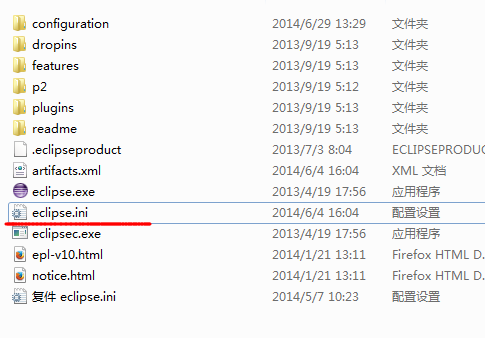 configuration 2014/6/29 13:29 文件夹
dropins 2013/9/19 5:13 文件夹
features 2013/9/19 5:13 文件夹
p2 2013/9/19 5:13 文件夹
plugins 2013/9/19 5:13 文件夹
readme 2013/9/19 5:13 文件夹
.eclipseproduct 2013/7/3 8:04 ECLIPSEPRODUC
artifacts.xml 2014/6/4 16:04 XML 文档
eclipse.exe 2013/4/19 17:56 应用程序
eclipse.ini 2014/6/4 16:04 配置设置
eclipsec.exe 2013/4/19 17:56 应用程序
epl-v10.html 2014/1/21 13:11 Firefox HTML D.
notice.html 2014/1/21 13:11 Firefox HTML D.
复件 eclipse.ini 2014/5/7 10:23 配置设置